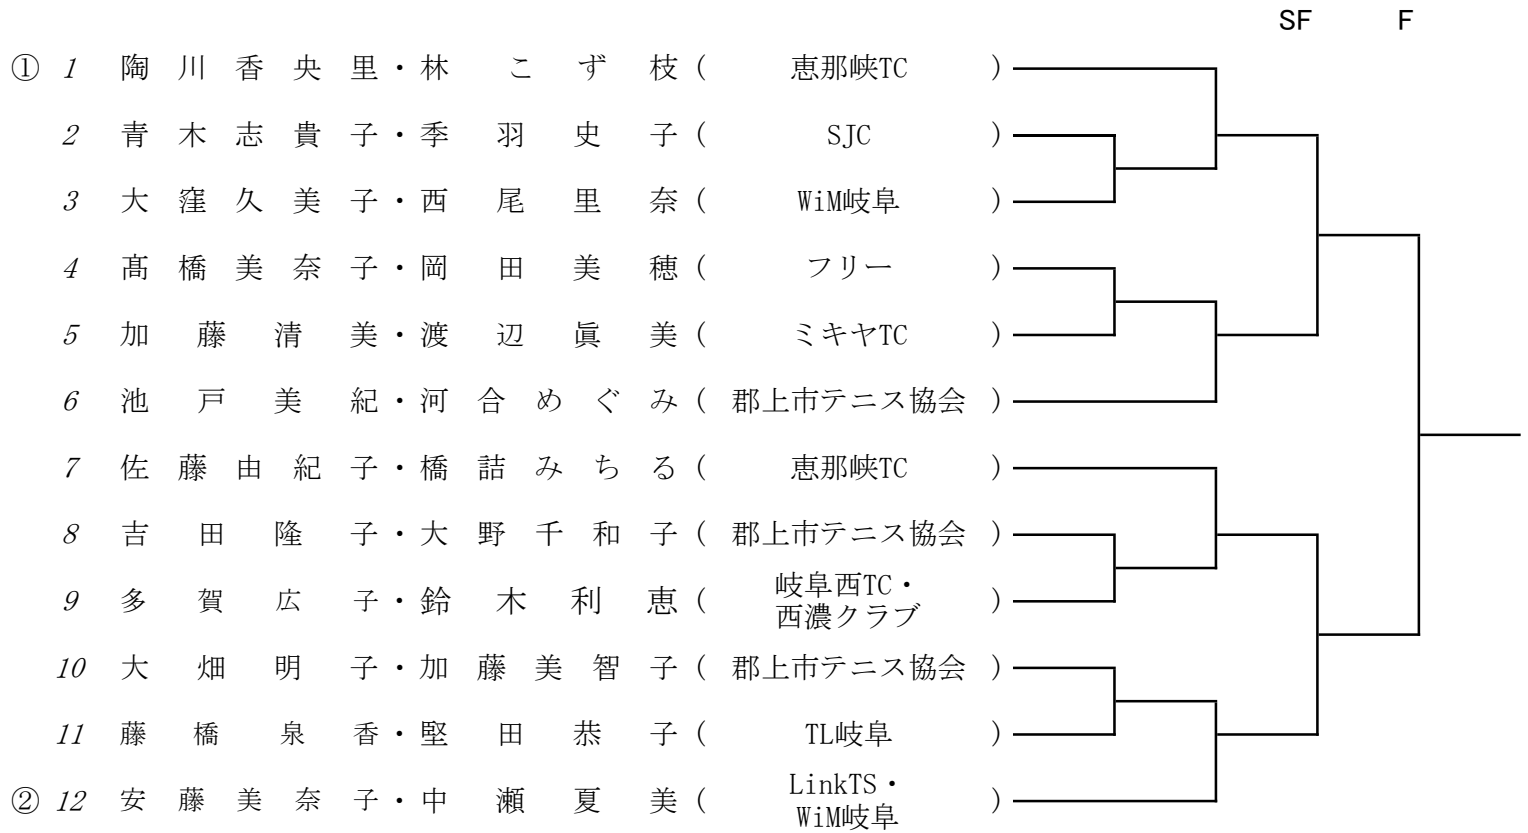 SF F
① 1 陶川香央里・林こず枝 ( 恵那峡TC )
2 青木志貴子・季羽史子 ( SJC )
3 大窪久美子・西尾里奈 ( WiM岐阜 )
4 髙橋美奈子・岡田美穂 ( フリー )
5 加藤清美・渡辺眞美 ( ミキヤTC )
6 池戸美紀・河合めぐみ ( 郡上市テニス協会 )
7 佐藤由紀子・橋詰みちる ( 恵那峡TC )
8 吉田隆子・大野千和子 ( 郡上市テニス協会 )
9 多賀広子・鈴木利恵 ( 岐阜西TC・
西濃クラブ )
10 大畑明子・加藤美智子 ( 郡上市テニス協会 )
11 藤橋泉香・堅田恭子 ( TL岐阜 )
② 12 安藤美奈子・中瀬夏美 ( LinkTS・
WiM岐阜 )